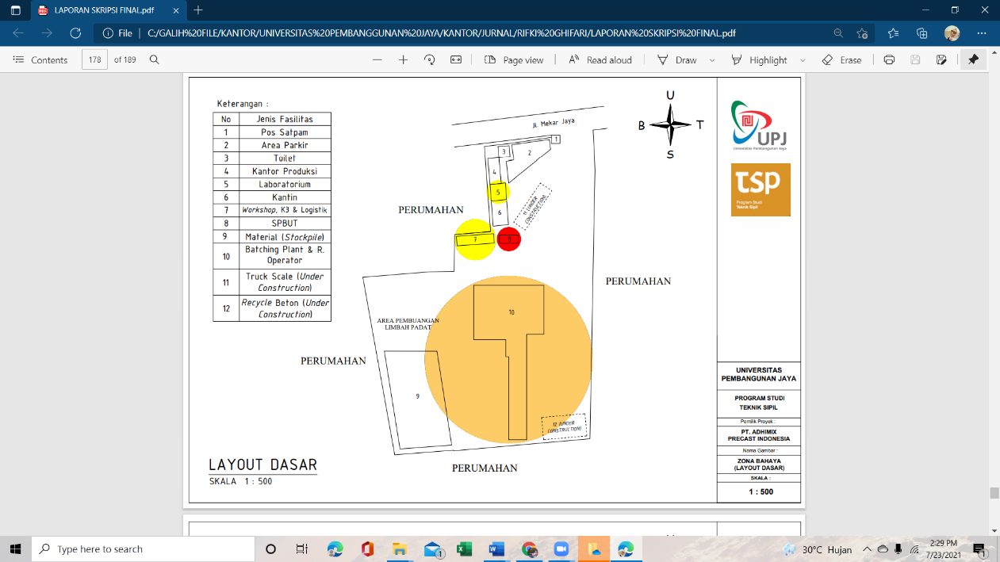 LAPORAN SKRIPSI FINAL.pdf
File
C:/GALIH%20FILE/KANTOR/UNIVERSITAS%20PEMBANGGUNAN%20JAYA/KANTOR/JURNAL/RIFKI%20GHIFARI/LAPORAN%20SKRIPSI%20FINAL.pdf
Contents
178
of 189
Page view
Read aloud
Draw
Highlight
Erase
Keterangan :
No Jenis Fasilitas
1 Pos Satpam
2 Area Parkir
3 Toilet
4 Kantor Produksi
5 Laboratorium
6 Kantin
7 Workshop, K3 & Logistik
8 SPBUT
9 Material (Stockpile)
10 Batching Plant & R.
Operator
11 Truck Scale (Under
Construction)
12 Recycle Beton (Under
Construction)
Jl. Mekar Jaya
1
2
3
4
5
6
7
8
11 (UNDER
CONSTRUCTION)
PERUMAHAN
PERUMAHAN
10
AREA PEMBUANGAN
LIMBAH PADAT
PERUMAHAN
9
12 (UNDER
CONSTRUCTION)
PERUMAHAN
U
B T
S
UPJ
Universitas Pembangunan Jaya
TSP
Program Studi
Teknik Sipil
UNIVERSITAS
PEMBANGUNAN JAYA
PROGRAM STUDI
TEKNIK SIPIL
Pemilik Proyek :
PT. ADHIMIX
PRECAST INDONESIA
Nama Gambar :
ZONA BAHAYA
(LAYOUT DASAR)
SKALA :
1 : 500
LAYOUT DASAR
SKALA 1 : 500
Type here to search
1
30°C Hujan
2:29 PM
7/23/2021
1